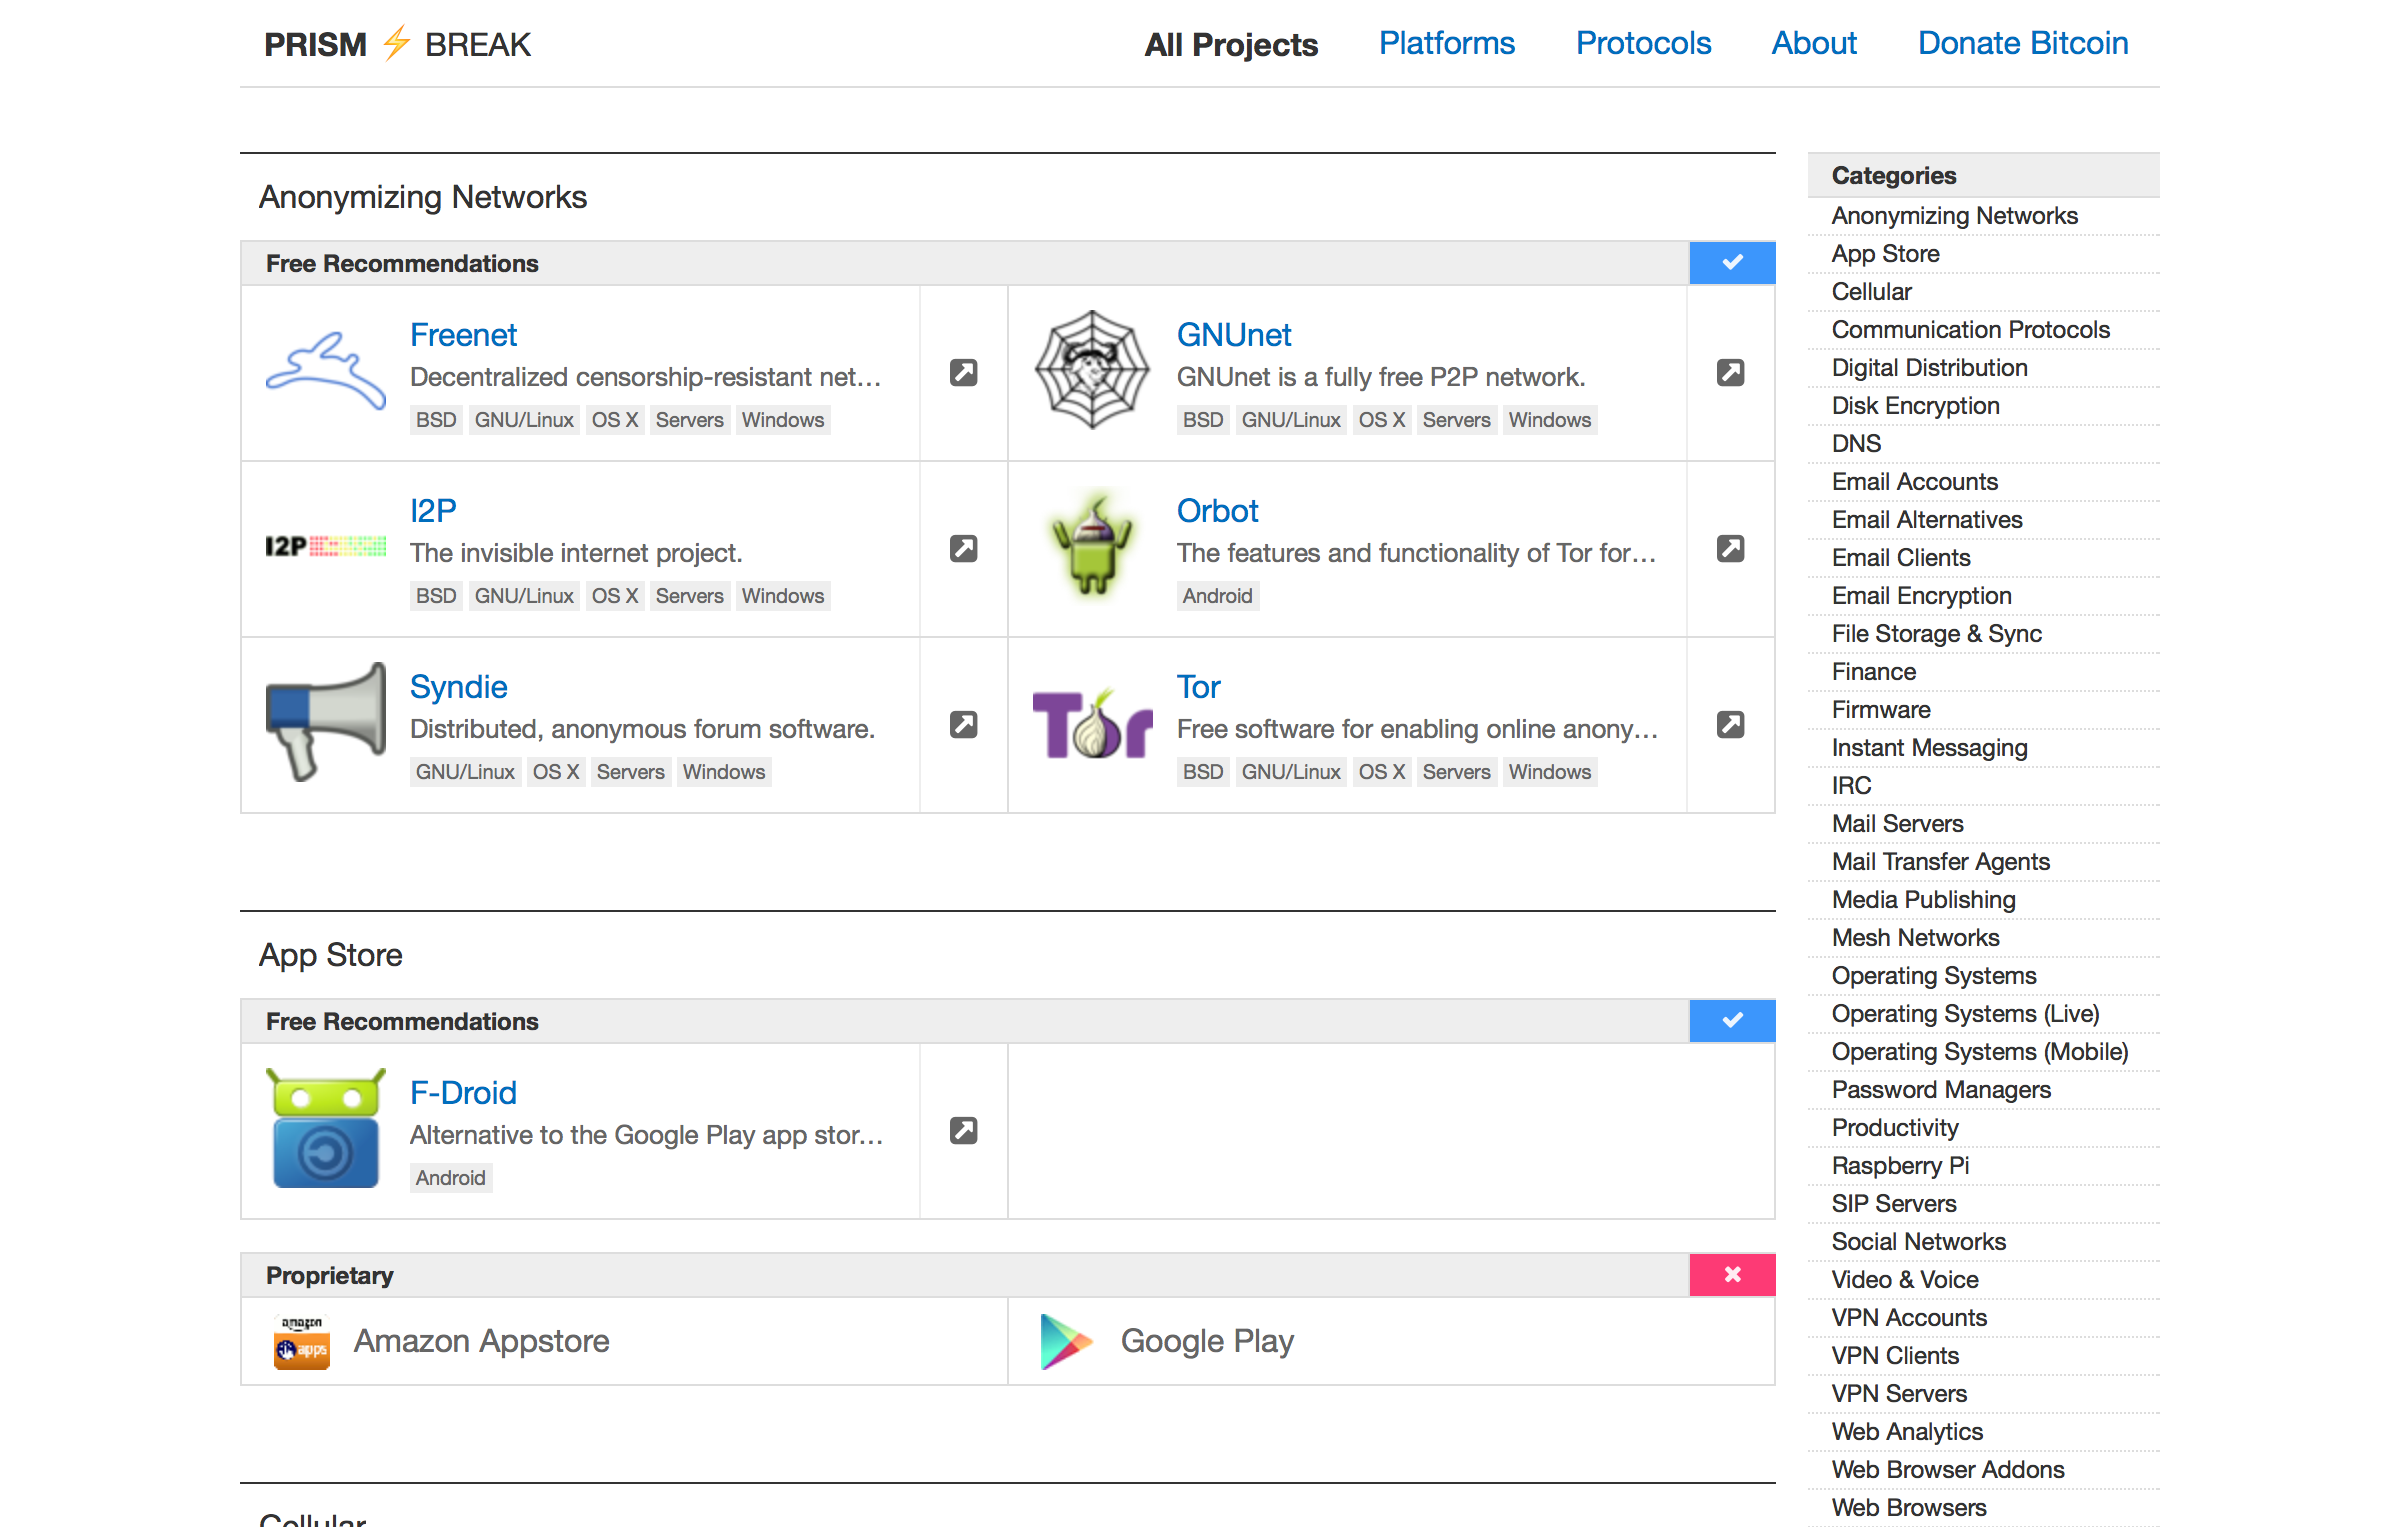 PRISM ⚡ BREAK
All Projects Platforms Protocols About Donate Bitcoin
Anonymizing Networks
Free Recommendations
Freenet
Decentralized censorship-resistant net...
BSD GNU/Linux OS X Servers Windows
GNUnet
GNUnet is a fully free P2P network.
BSD GNU/Linux OS X Servers Windows
I2P
I2P
The invisible internet project.
BSD GNU/Linux OS X Servers Windows
Orbot
The features and functionality of Tor for...
Android
Syndie
Distributed, anonymous forum software.
GNU/Linux OS X Servers Windows
Tor
Tor
Free software for enabling online anony...
BSD GNU/Linux OS X Servers Windows
App Store
Free Recommendations
F-Droid
Alternative to the Google Play app stor...
Android
Proprietary
amazon
apps
Amazon Appstore
Google Play
Cellular
Categories
Anonymizing Networks
App Store
Cellular
Communication Protocols
Digital Distribution
Disk Encryption
DNS
Email Accounts
Email Alternatives
Email Clients
Email Encryption
File Storage & Sync
Finance
Firmware
Instant Messaging
IRC
Mail Servers
Mail Transfer Agents
Media Publishing
Mesh Networks
Operating Systems
Operating Systems (Live)
Operating Systems (Mobile)
Password Managers
Productivity
Raspberry Pi
SIP Servers
Social Networks
Video & Voice
VPN Accounts
VPN Clients
VPN Servers
Web Analytics
Web Browser Addons
Web Browsers